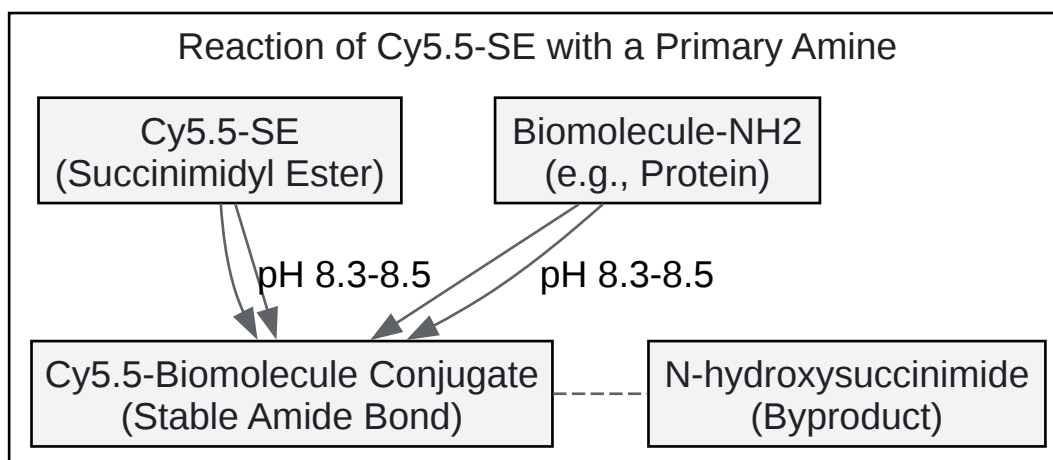 Reaction of Cy5.5-SE with a Primary Amine
Cy5.5-SE
(Succinimidyl Ester)
Biomolecule-NH2
(e.g., Protein)
pH 8.3-8.5
pH 8.3-8.5
Cy5.5-Biomolecule Conjugate
(Stable Amide Bond)
N-hydroxysuccinimide
(Byproduct)